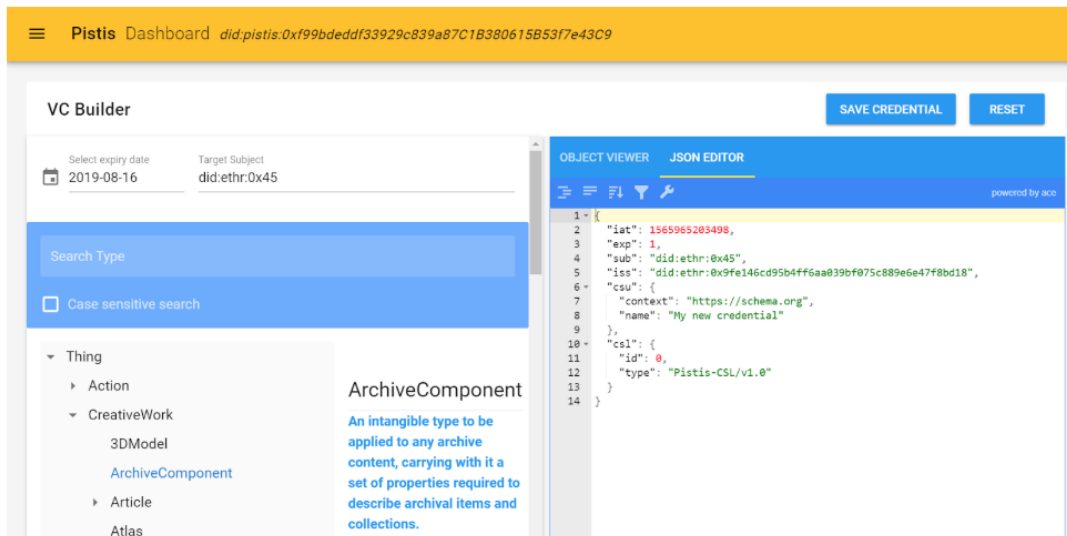 Pistis Dashboard did:pistis:0xf99bdeddf33929c839a87C1B380615B53f7e43C9
VC Builder
SAVE CREDENTIAL
RESET
Select expiry date
2019-08-16
Target Subject
did:ethr:0x45
Search Type
Case sensitive search
Thing
Action
CreativeWork
3DModel
ArchiveComponent
Article
Atlas
ArchiveComponent
An intangible type to be
applied to any archive
content, carrying with it a
set of properties required to
describe archival items and
collections.
OBJECT VIEWER
JSON EDITOR
powered by ace
1 {
2 "iat": 1565965203498,
3 "exp": 1,
4 "sub": "did:ethr:0x45",
5 "iss": "did:ethr:0x9fe146cd95b4ff6aa039bf075c889e6e47f8bd18",
6 "csu": {
7 "context": "https://schema.org",
8 "name": "My new credential"
9 },
10 "csl": {
11 "id": 0,
12 "type": "Pistis-CSL/v1.0"
13 }
14 }